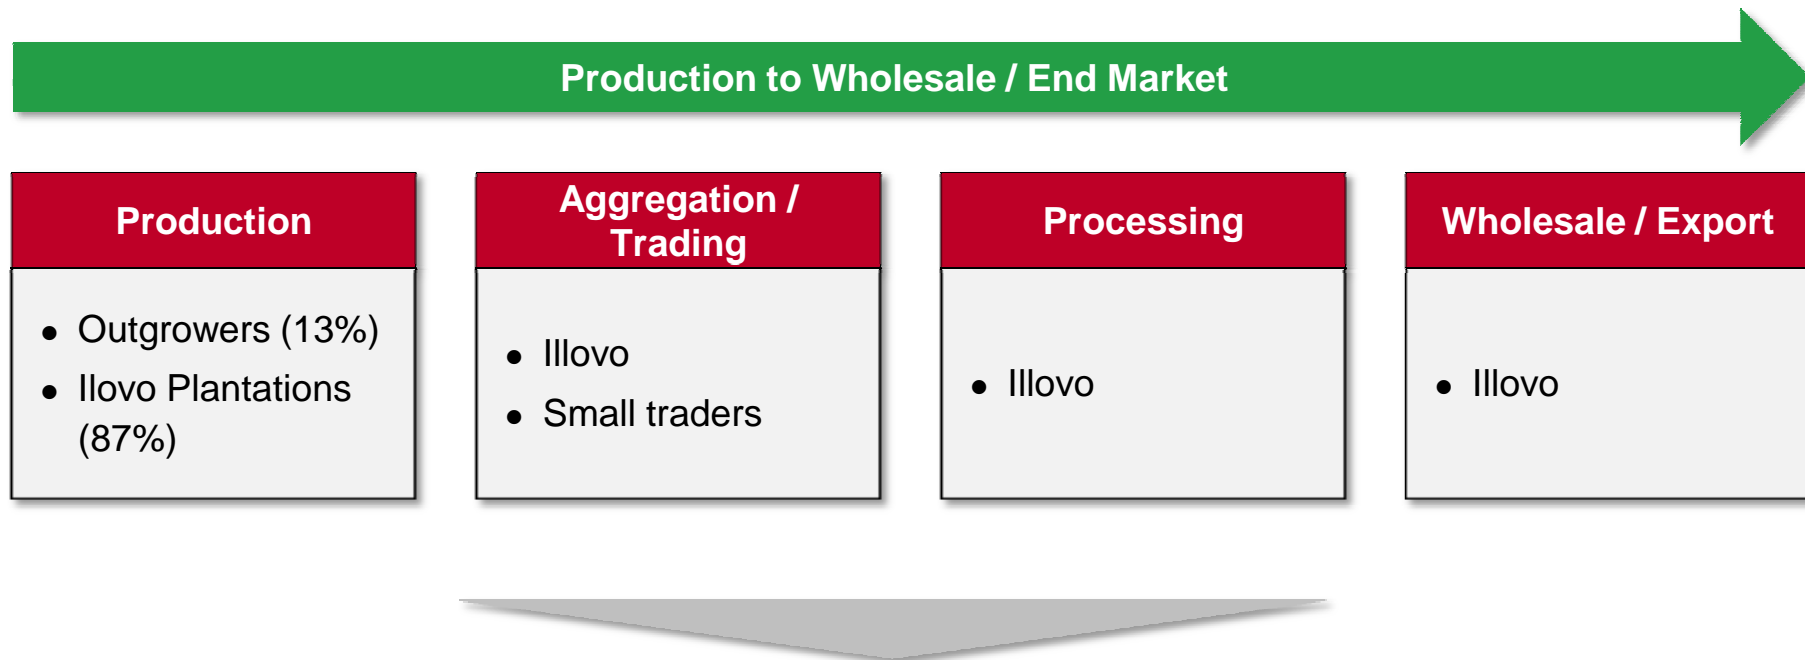 Production to Wholesale / End Market
Production
● Outgrowers (13%)
● Ilovo Plantations
(87%)
Aggregation /
Trading
● Illovo
● Small traders
Processing
● Illovo
Wholesale / Export
● Illovo